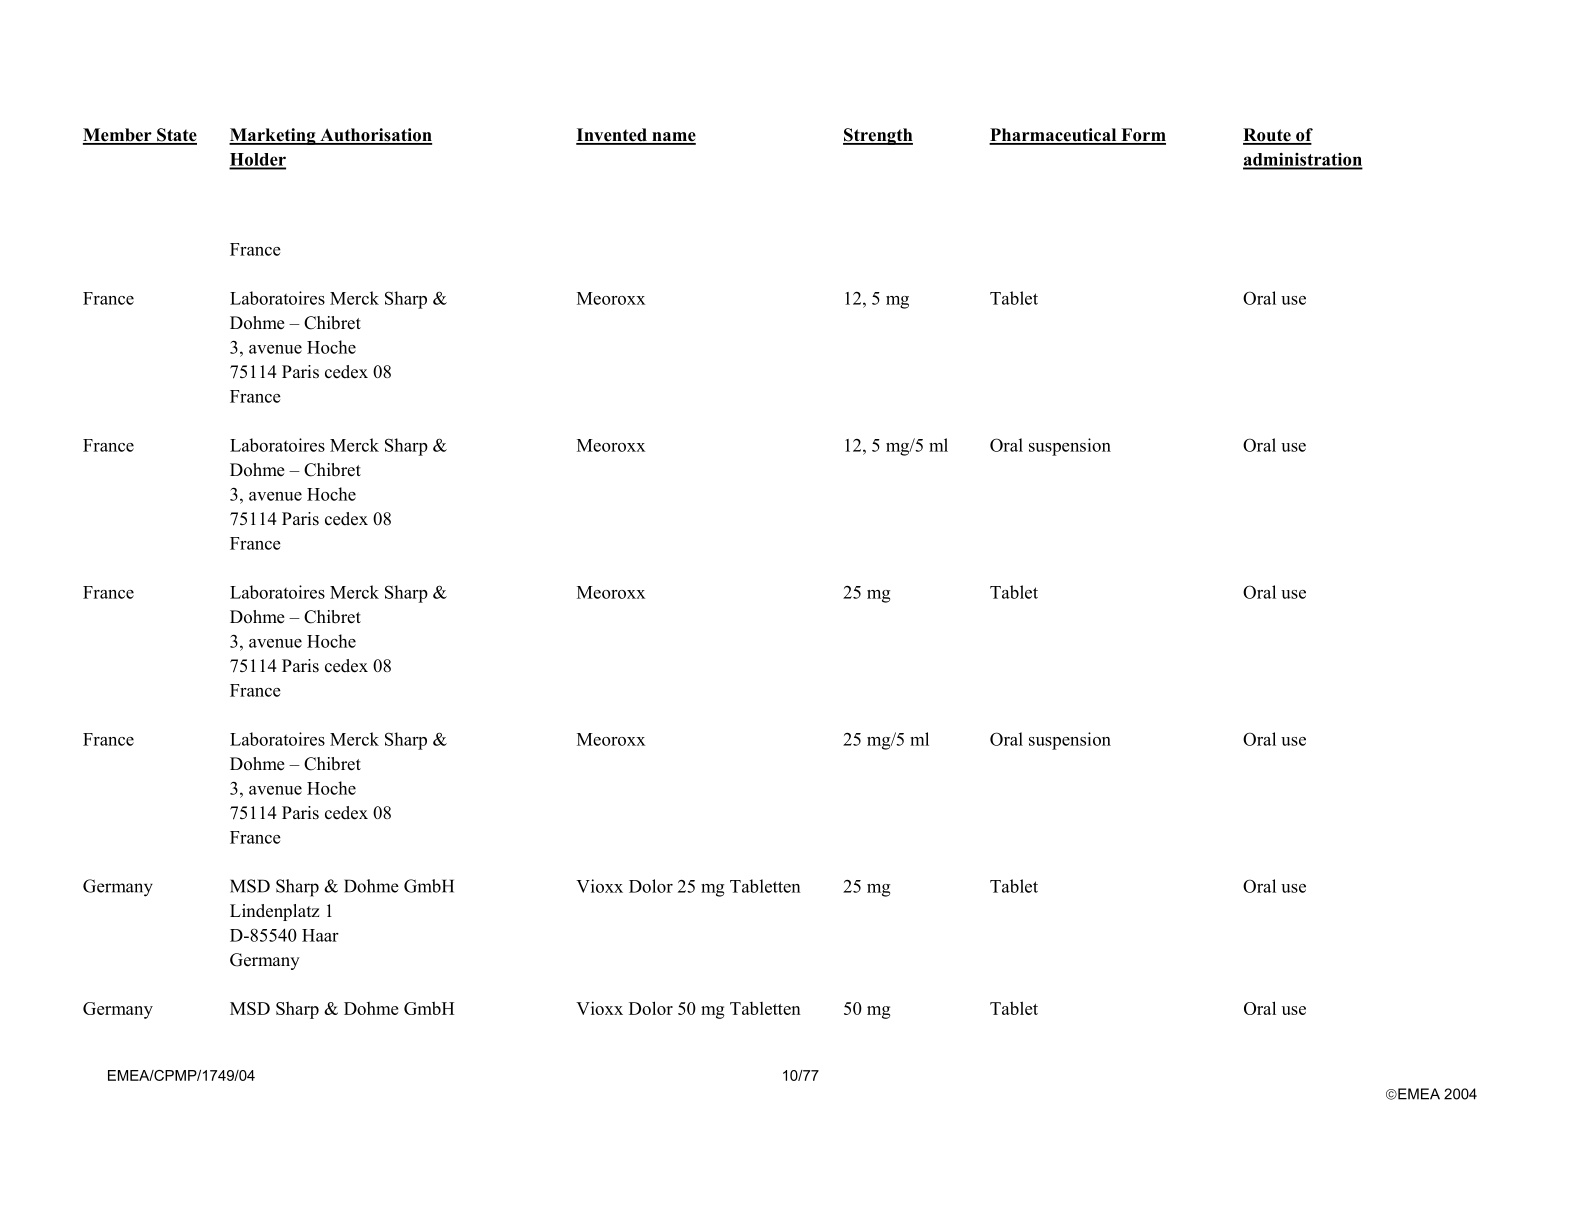 Member State Marketing Authorisation Invented name Strength Pharmaceutical Form Route of
Holder administration
France
France Laboratoires Merck Sharp & Meoroxx 12, 5 mg Tablet Oral use
Dohme – Chibret
3, avenue Hoche
75114 Paris cedex 08
France
France Laboratoires Merck Sharp & Meoroxx 12, 5 mg/5 ml Oral suspension Oral use
Dohme – Chibret
3, avenue Hoche
75114 Paris cedex 08
France
France Laboratoires Merck Sharp & Meoroxx 25 mg Tablet Oral use
Dohme – Chibret
3, avenue Hoche
75114 Paris cedex 08
France
France Laboratoires Merck Sharp & Meoroxx 25 mg/5 ml Oral suspension Oral use
Dohme – Chibret
3, avenue Hoche
75114 Paris cedex 08
France
Germany MSD Sharp & Dohme GmbH Vioxx Dolor 25 mg Tabletten 25 mg Tablet Oral use
Lindenplatz 1
D-85540 Haar
Germany
Germany MSD Sharp & Dohme GmbH Vioxx Dolor 50 mg Tabletten 50 mg Tablet Oral use
EMEA/CPMP/1749/04 10/77
©EMEA 2004